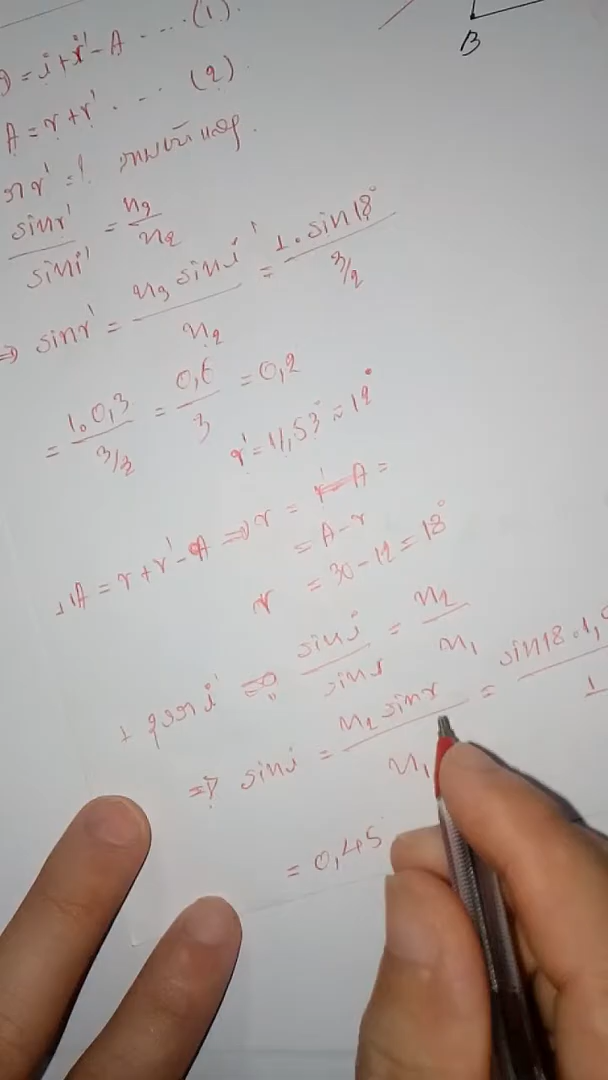 B
= i + r' - A ..... (1).
A = r + r' ..... (2)
r' = ?
sin r' / sin i' = n3 / n2
⇒ sin r' = n3 sin i' / n2 = 1. sin 18° / 3/2
= 1.0,3 / 3/2 = 0,6 / 3 = 0,2
r' = 11,53° ≈ 12°
A = r + r' - A ⇒ r = A =
= A - r
r = 30 - 12 = 18°
i ⇒ sin i / sin r = n2 / n1
⇒ sin i = n2 sin r / n1 = sin 18 . 1, / 1
= 0,45